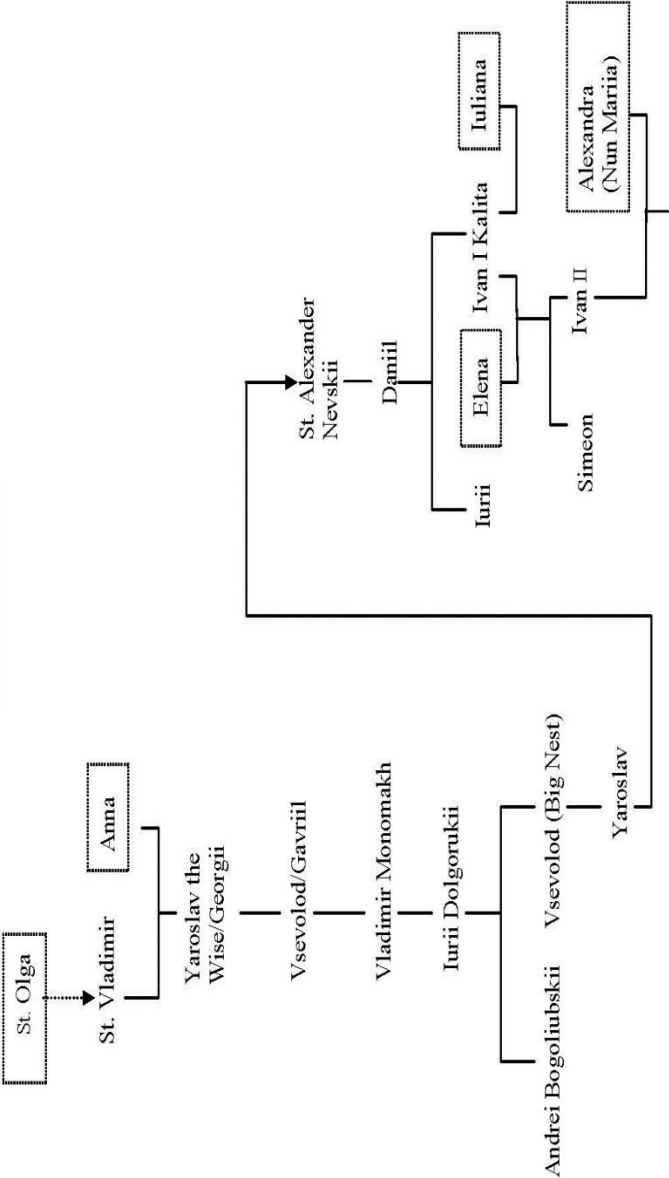 St. Olga
St. Vladimir
Anna
Yaroslav the
Wise/Georgii
Vsevolod/Gavriil
Vladimir Monomakh
Iurii Dolgorukii
Andrei Bogoliubskii
Vsevolod (Big Nest)
Yaroslav
St. Alexander
Nevskii
Daniil
Iurii
Elena
Ivan I Kalita
Iuliana
Simeon
Ivan II
Alexandra
(Nun Mariia)